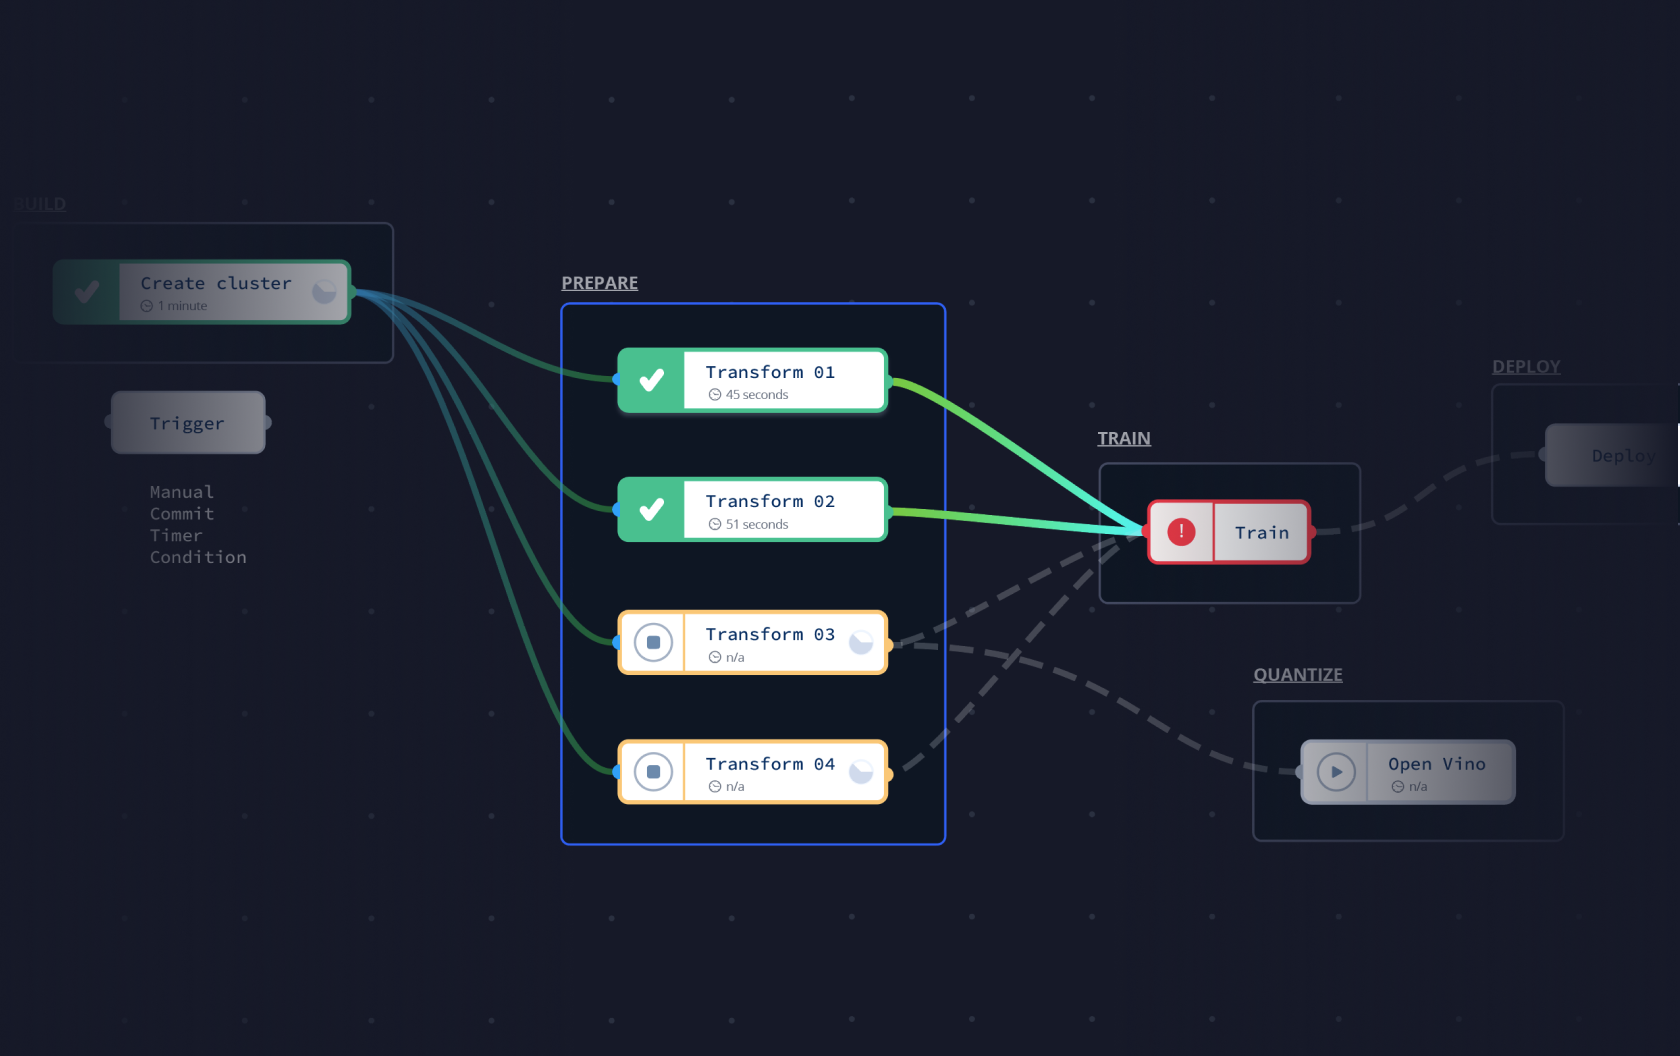 BUILD
Create cluster
1 minute
Trigger
Manual
Commit
Timer
Condition
PREPARE
Transform 01
45 seconds
Transform 02
51 seconds
Transform 03
n/a
Transform 04
n/a
TRAIN
!
Train
DEPLOY
Deploy
QUANTIZE
Open Vino
n/a